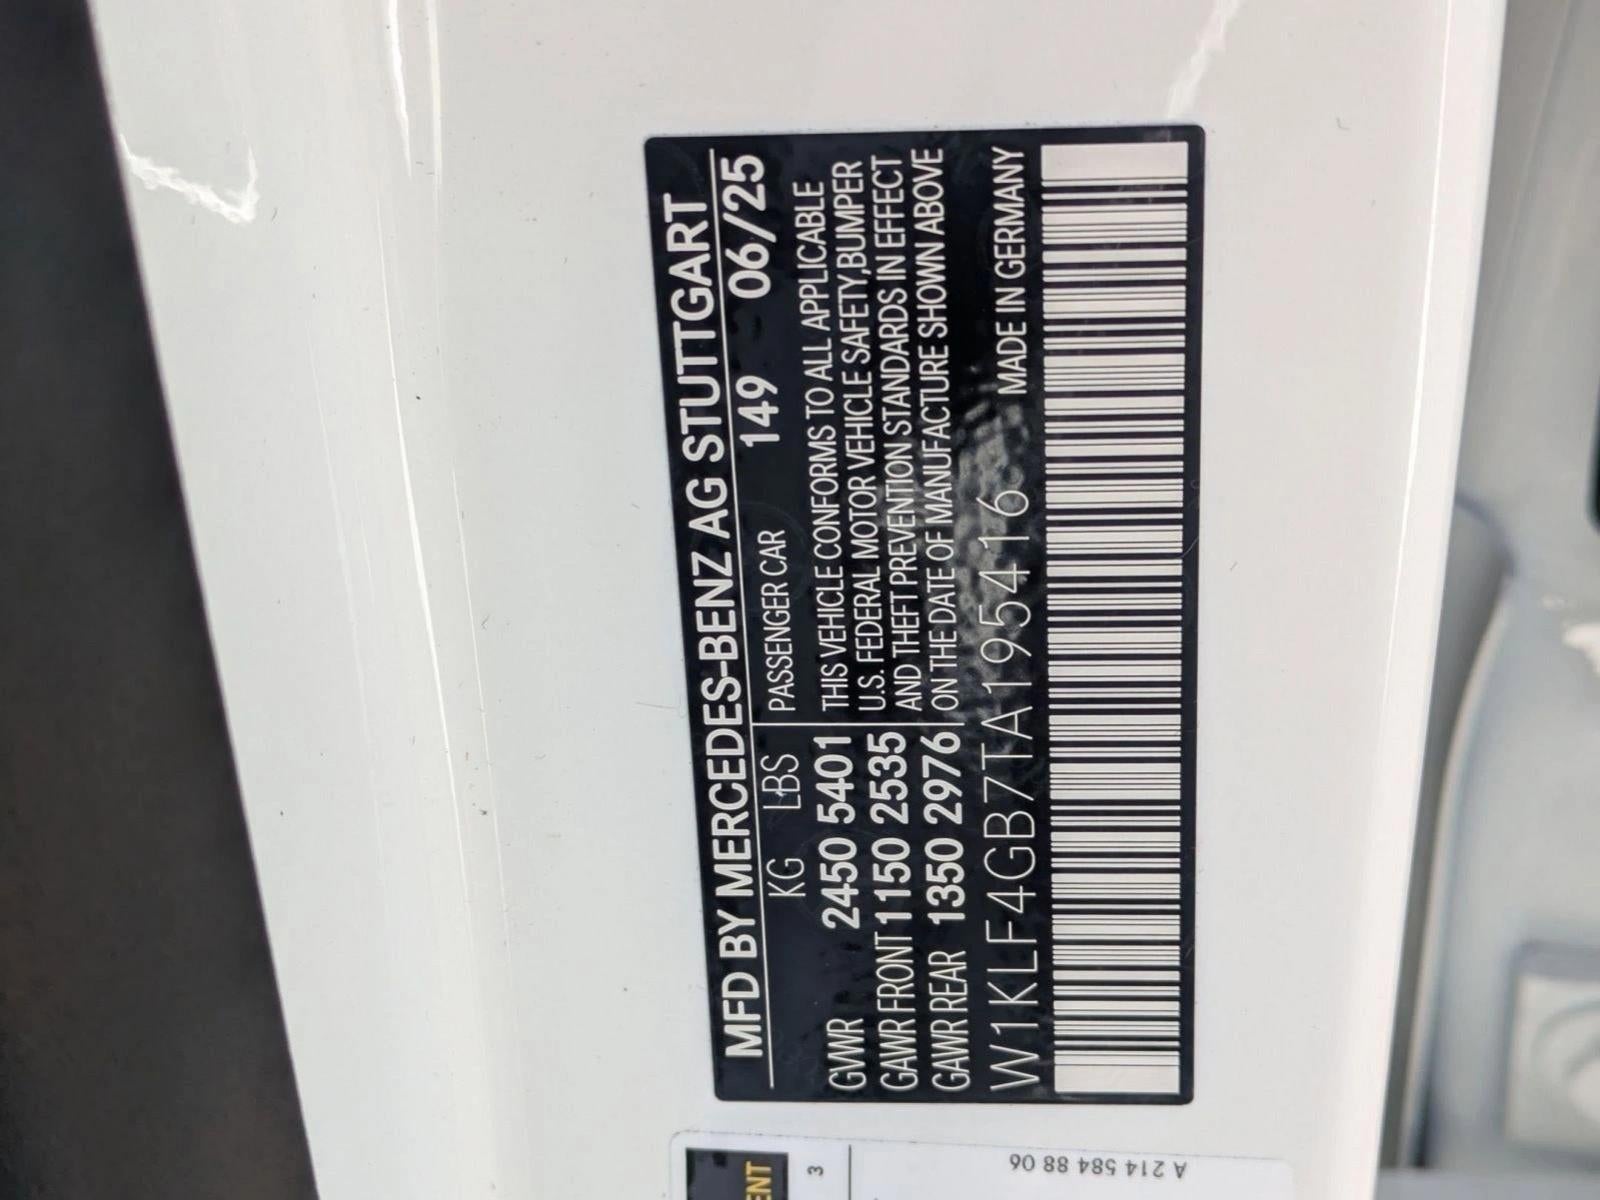 MFD BY MERCEDES-BENZ AG STUTTGART
KG LBS PASSENGER CAR 149 06/25
GVWR 2450 5401 THIS VEHICLE CONFORMS TO ALL APPLICABLE
GAWR FRONT 1150 2535 U.S. FEDERAL MOTOR VEHICLE SAFETY,BUMPER
GAWR REAR 1350 2976 AND THEFT PREVENTION STANDARDS IN EFFECT
ON THE DATE OF MANUFACTURE SHOWN ABOVE
W1KLF4GB7TA195416 MADE IN GERMANY
ENT
3
A 214 584 88 06